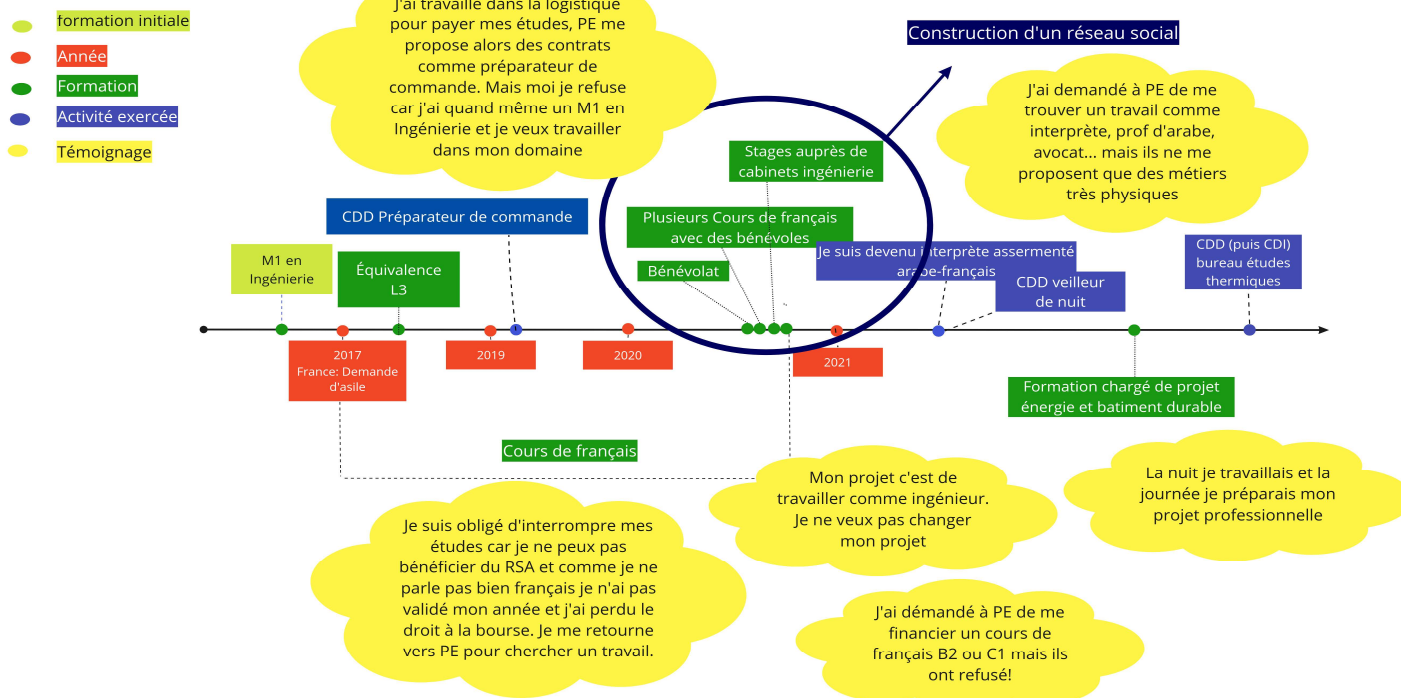 formation initiale
Année
Formation
Activité exercée
Témoignage
J'ai travaillé dans la logistique
pour payer mes études, PE me
propose alors des contrats
comme préparateur de
commande. Mais moi je refuse
car j'ai quand même un M1 en
Ingénierie et je veux travailler
dans mon domaine
Construction d'un réseau social
J'ai demandé à PE de me
trouver un travail comme
interprète, prof d'arabe,
avocat... mais ils ne me
proposent que des métiers
très physiques
Stages auprès de
cabinets ingénierie
CDD Préparateur de commande
Plusieurs Cours de français
avec des bénévoles
Bénévolat
M1 en
Ingénierie
Équivalence
L3
Je suis devenu interprète assermenté
arabe-français
CDD veilleur
de nuit
CDD (puis CDI)
bureau études
thermiques
2017
France: Demande
d'asile
2019
2020
2021
Formation chargé de projet
énergie et batiment durable
Cours de français
Je suis obligé d'interrompre mes
études car je ne peux pas
bénéficier du RSA et comme je ne
parle pas bien français je n'ai pas
validé mon année et j'ai perdu le
droit à la bourse. Je me retourne
vers PE pour chercher un travail.
Mon projet c'est de
travailler comme ingénieur.
Je ne veux pas changer
mon projet
La nuit je travaillais et la
journée je préparais mon
projet professionnelle
J'ai démandé à PE de me
financier un cours de
français B2 ou C1 mais ils
ont refusé!